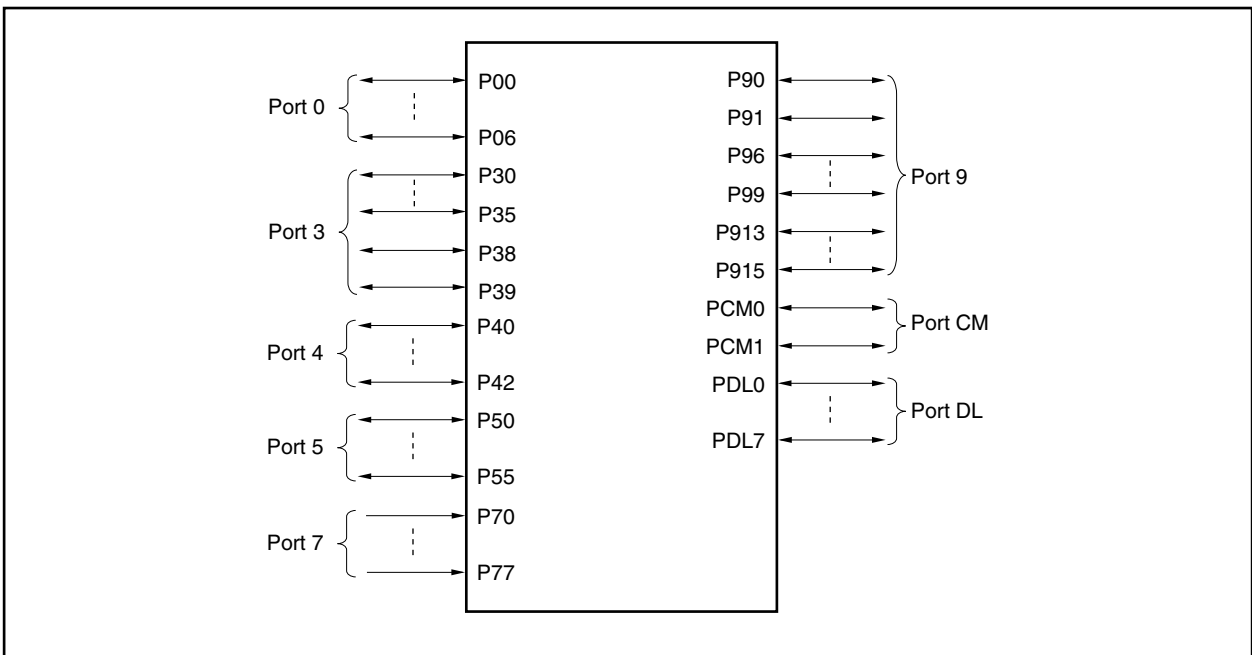 Port 0
P00
P06
Port 3
P30
P35
P38
P39
Port 4
P40
P42
Port 5
P50
P55
Port 7
P70
P77
P90
P91
P96
P99
P913
P915
Port 9
PCM0
PCM1
Port CM
PDL0
PDL7
Port DL